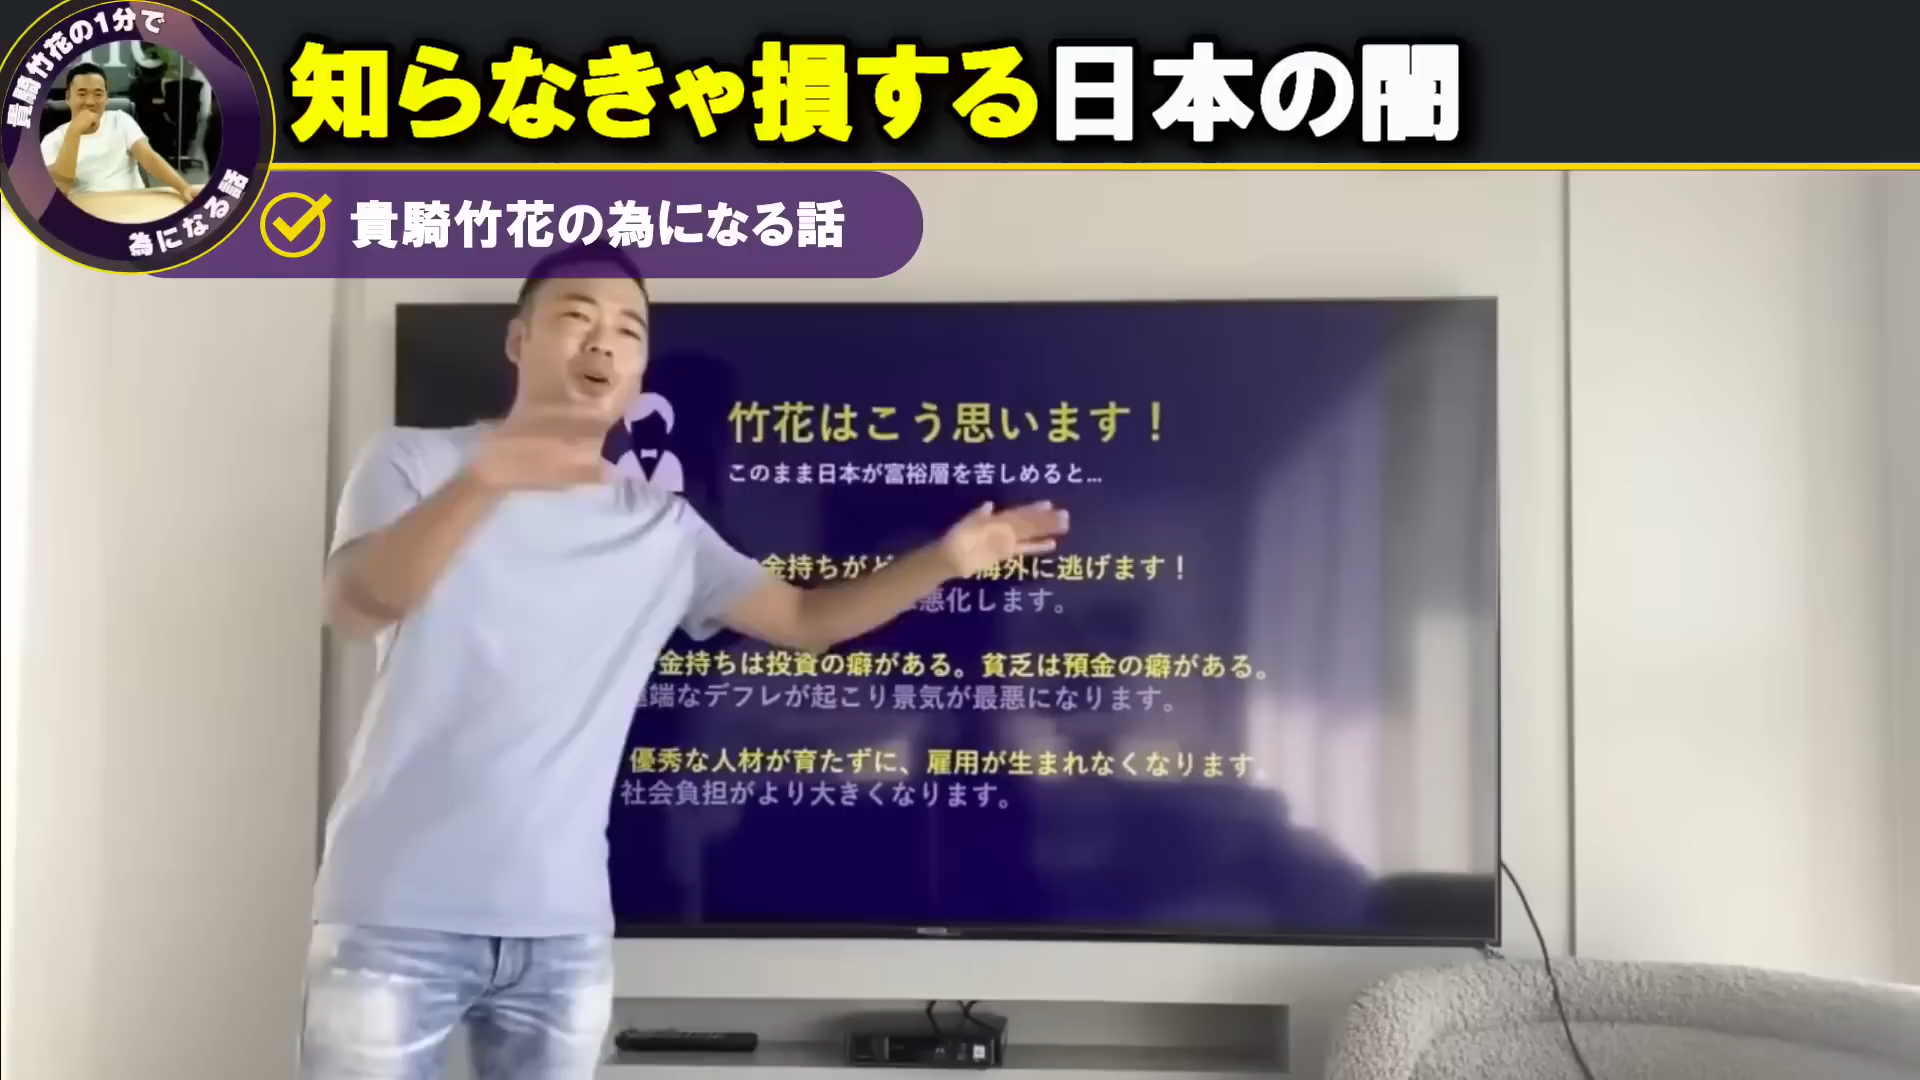 貴騎竹花の1分で
為になる話
知らなきゃ損する日本の闇
貴騎竹花の為になる話
竹花はこう思います！
このまま日本が富裕層を苦しめると...
金持ちがど
海外に逃げます！
悪化します。
金持ちは投資の癖がある。貧乏は預金の癖がある。
極端なデフレが起こり景気が最悪になります。
優秀な人材が育たずに、雇用が生まれなくなります。
社会負担がより大きくなります。